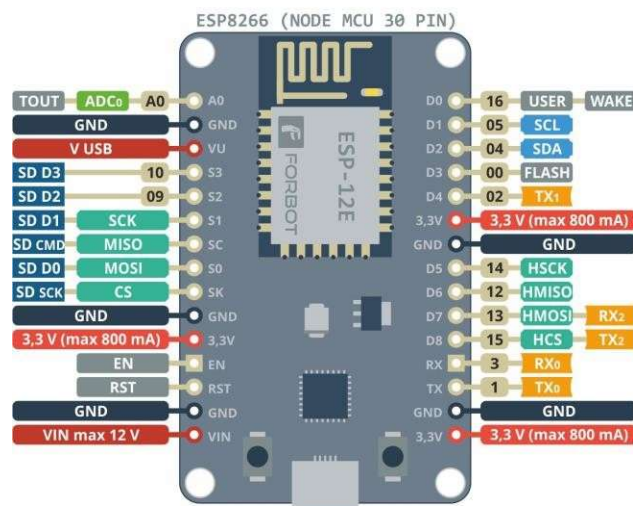 ESP8266 (NODE MCU 30 PIN)
TOUT ADC0 A0 A0 D0 16 USER WAKE
GND GND D1 05 SCL
V USB VU D2 04 SDA
SD D3 10 S3 D3 00 FLASH
SD D2 09 S2 D4 02 TX1
SD D1 SCK S1 3,3V 3,3 V (max 800 mA)
SD CMD MISO SC GND GND
SD D0 MOSI S0 D5 14 HSCK
SD SCK CS SK D6 12 HMISO
GND GND D7 13 HMOSI RX2
3,3 V (max 800 mA) 3,3V D8 15 HCS TX2
EN EN RX 3 RX0
RST RST TX 1 TX0
GND GND GND GND
VIN max 12 V VIN 3,3V 3,3 V (max 800 mA)
FORBOT
ESP-12E